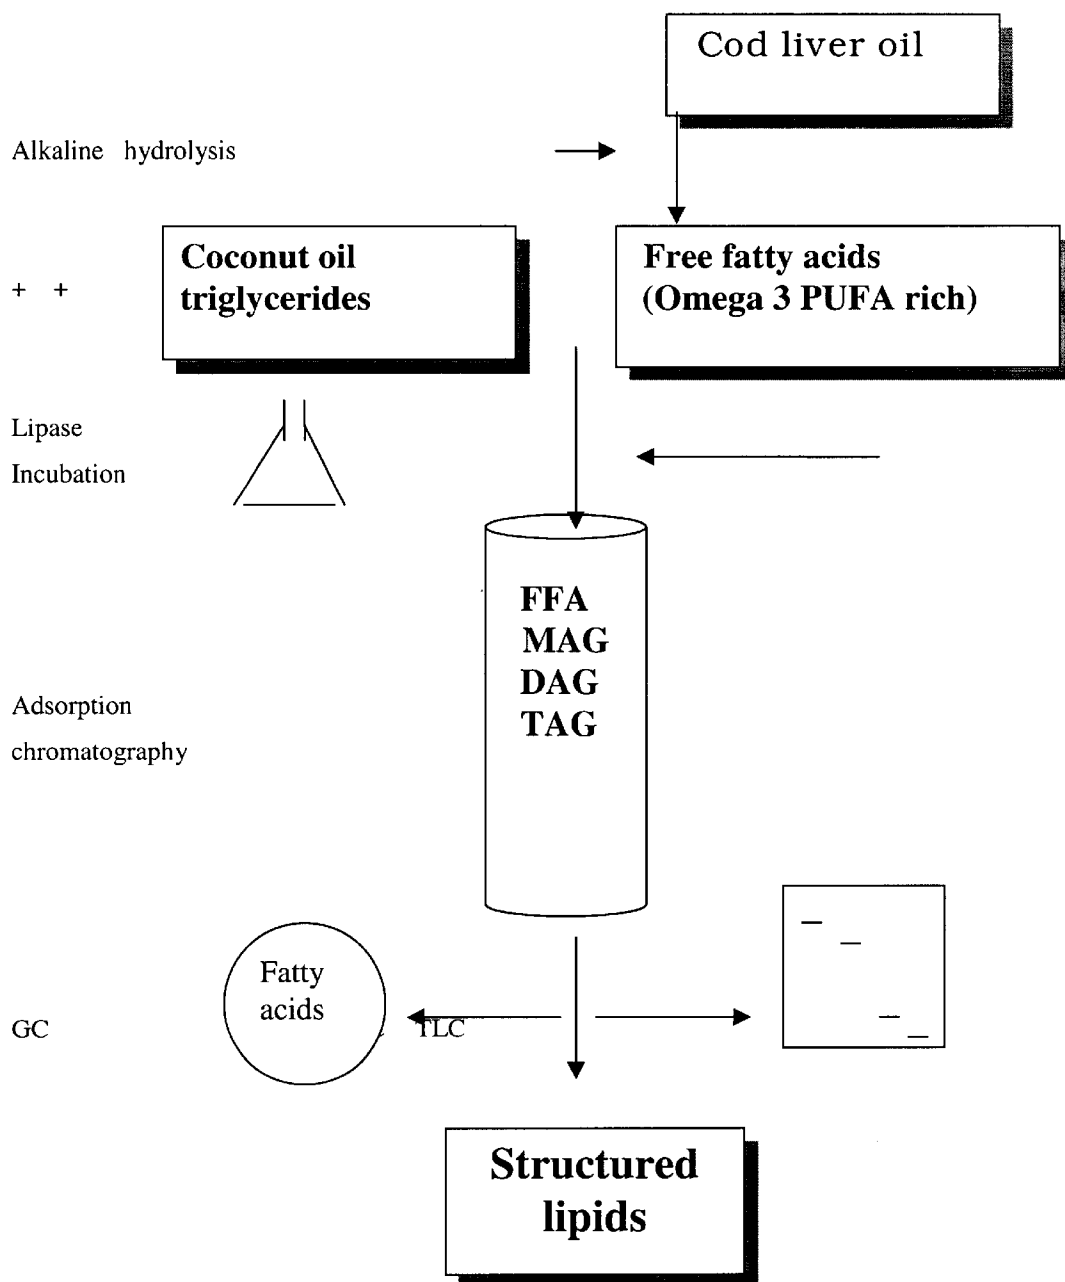 Cod liver oil
Alkaline hydrolysis
Coconut oil
triglycerides
Free fatty acids
(Omega 3 PUFA rich)
+ +
Lipase
Incubation
FFA
MAG
DAG
TAG
Adsorption
chromatography
Fatty
acids
GC
TLC
Structured
lipids